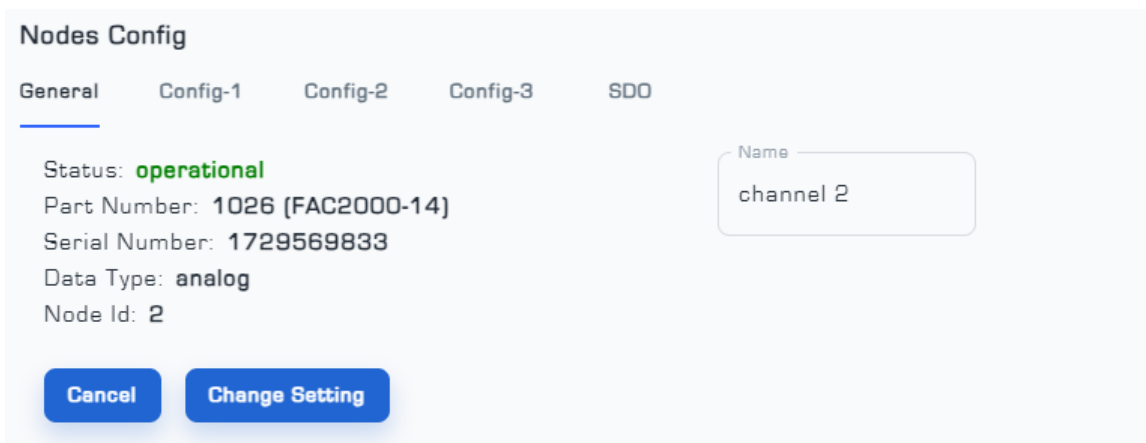 Nodes Config
General Config-1 Config-2 Config-3 SDO
Status: operational
Part Number: 1026 (FAC2000-14)
Serial Number: 1729569833
Data Type: analog
Node Id: 2
Name
channel 2
Cancel Change Setting